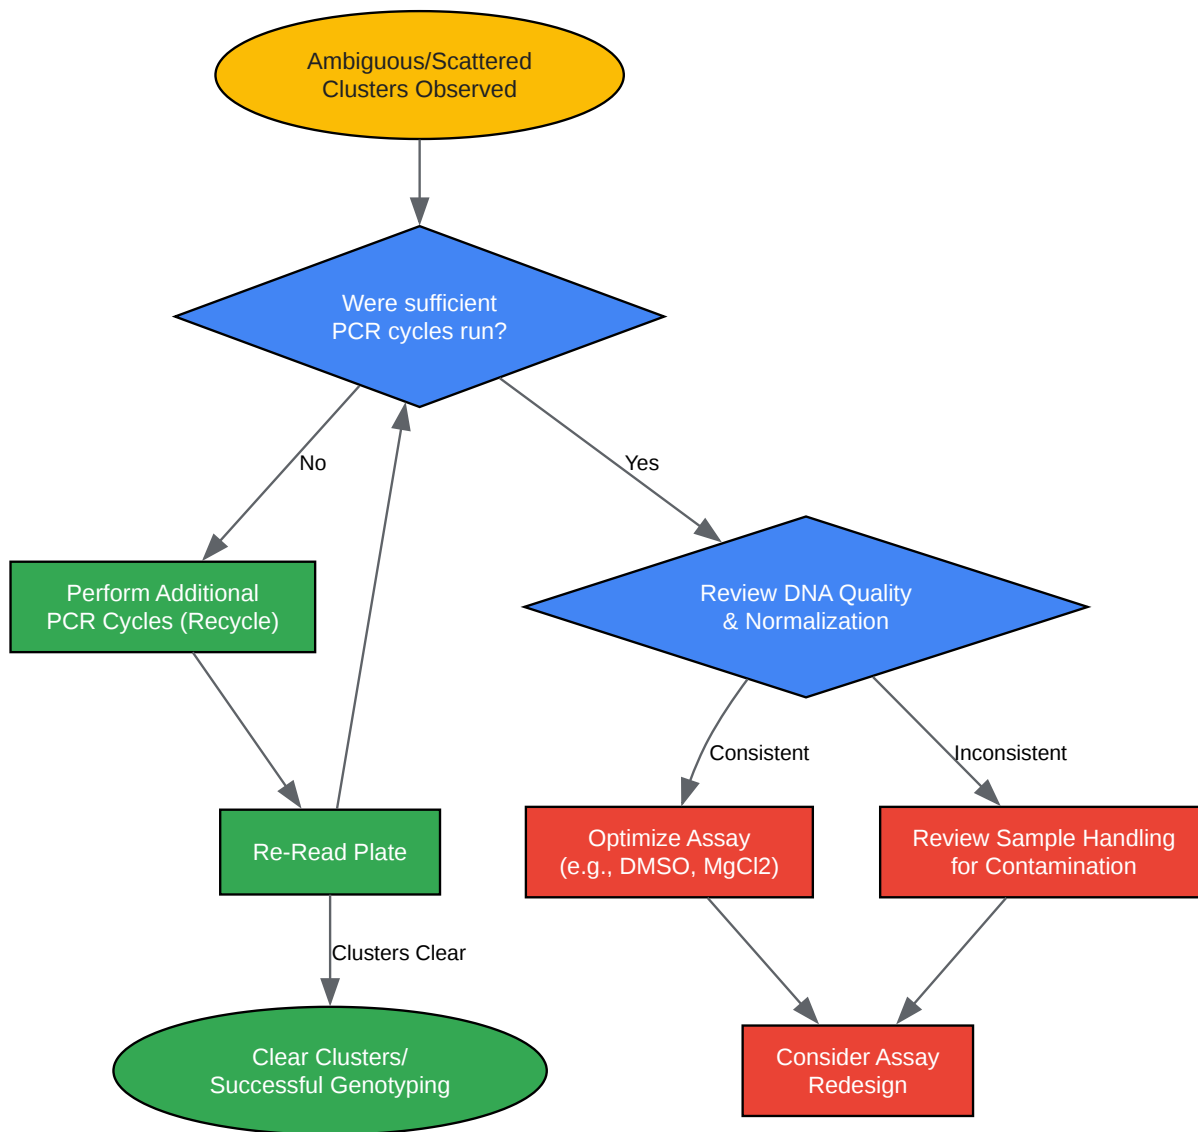 Ambiguous/Scattered
Clusters Observed
Were sufficient
PCR cycles run?
No
Yes
Perform Additional
PCR Cycles (Recycle)
Review DNA Quality
& Normalization
Consistent
Inconsistent
Re-Read Plate
Optimize Assay
(e.g., DMSO, MgCl2)
Review Sample Handling
for Contamination
Clusters Clear
Clear Clusters/
Successful Genotyping
Consider Assay
Redesign